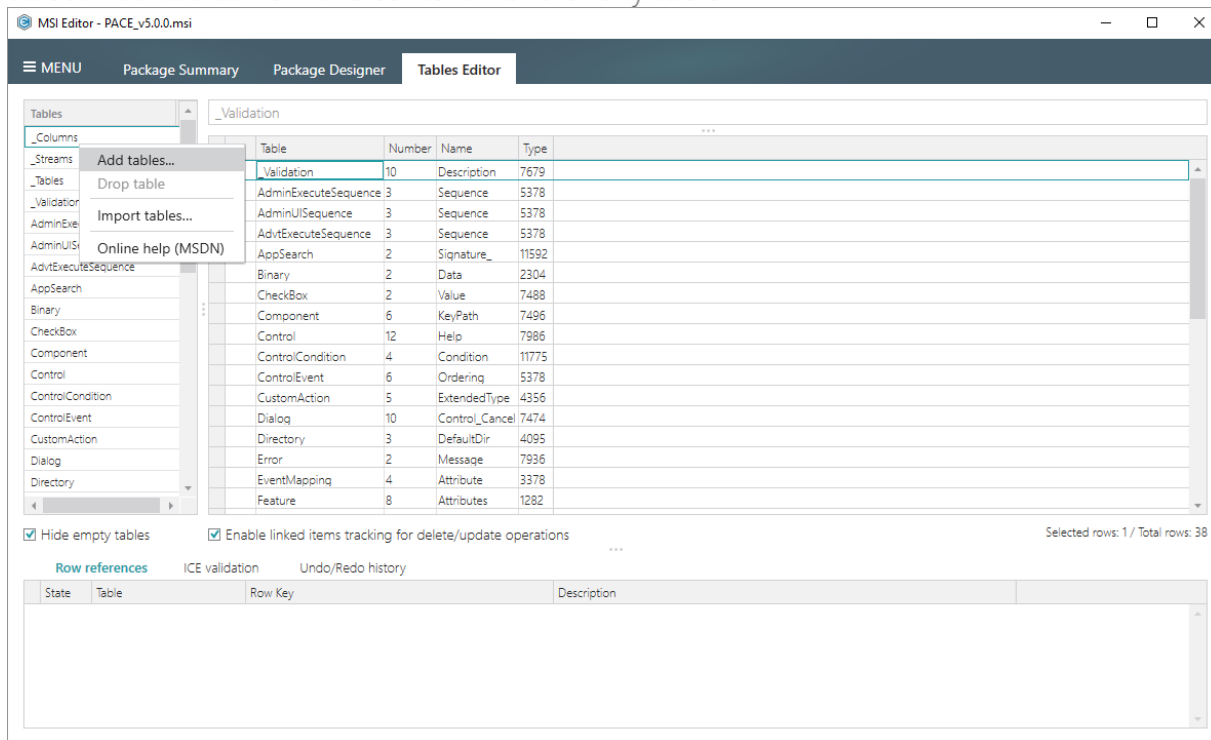 MSI Editor - PACE_v5.0.0.msi
MENU Package Summary Package Designer Tables Editor
Tables
_Columns
_Streams
_Tables
_Validation
AdminExe
AdminUISe
AdvtExecuteSequence
AppSearch
Binary
CheckBox
Component
Control
ControlCondition
ControlEvent
CustomAction
Dialog
Directory
Add tables...
Drop table
Import tables...
Online help (MSDN)
_Validation
Table Number Name Type
_Validation 10 Description 7679
AdminExecuteSequence 3 Sequence 5378
AdminUISequence 3 Sequence 5378
AdvtExecuteSequence 3 Sequence 5378
AppSearch 2 Signature_ 11592
Binary 2 Data 2304
CheckBox 2 Value 7488
Component 6 KeyPath 7496
Control 12 Help 7986
ControlCondition 4 Condition 11775
ControlEvent 6 Ordering 5378
CustomAction 5 ExtendedType 4356
Dialog 10 Control_Cancel 7474
Directory 3 DefaultDir 4095
Error 2 Message 7936
EventMapping 4 Attribute 3378
Feature 8 Attributes 1282
Hide empty tables Enable linked items tracking for delete/update operations Selected rows: 1 / Total rows: 38
Row references ICE validation Undo/Redo history
State Table Row Key Description